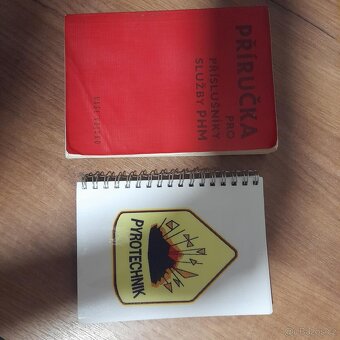 PŘÍRUČKA
PRO
PŘÍSLUŠNÍKY
SLUŽBY PHM
PYROTECHNIK